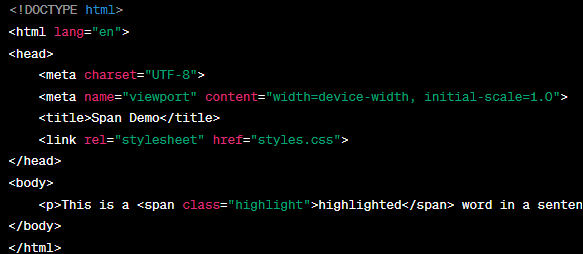 <!DOCTYPE html>
<html lang="en">
<head>
    <meta charset="UTF-8">
    <meta name="viewport" content="width=device-width, initial-scale=1.0">
    <title>Span Demo</title>
    <link rel="stylesheet" href="styles.css">
</head>
<body>
    <p>This is a <span class="highlight">highlighted</span> word in a senten
</body>
</html>